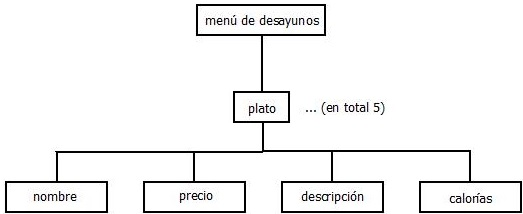 menú de desayunos
plato ... (en total 5)
nombre precio descripción calorías